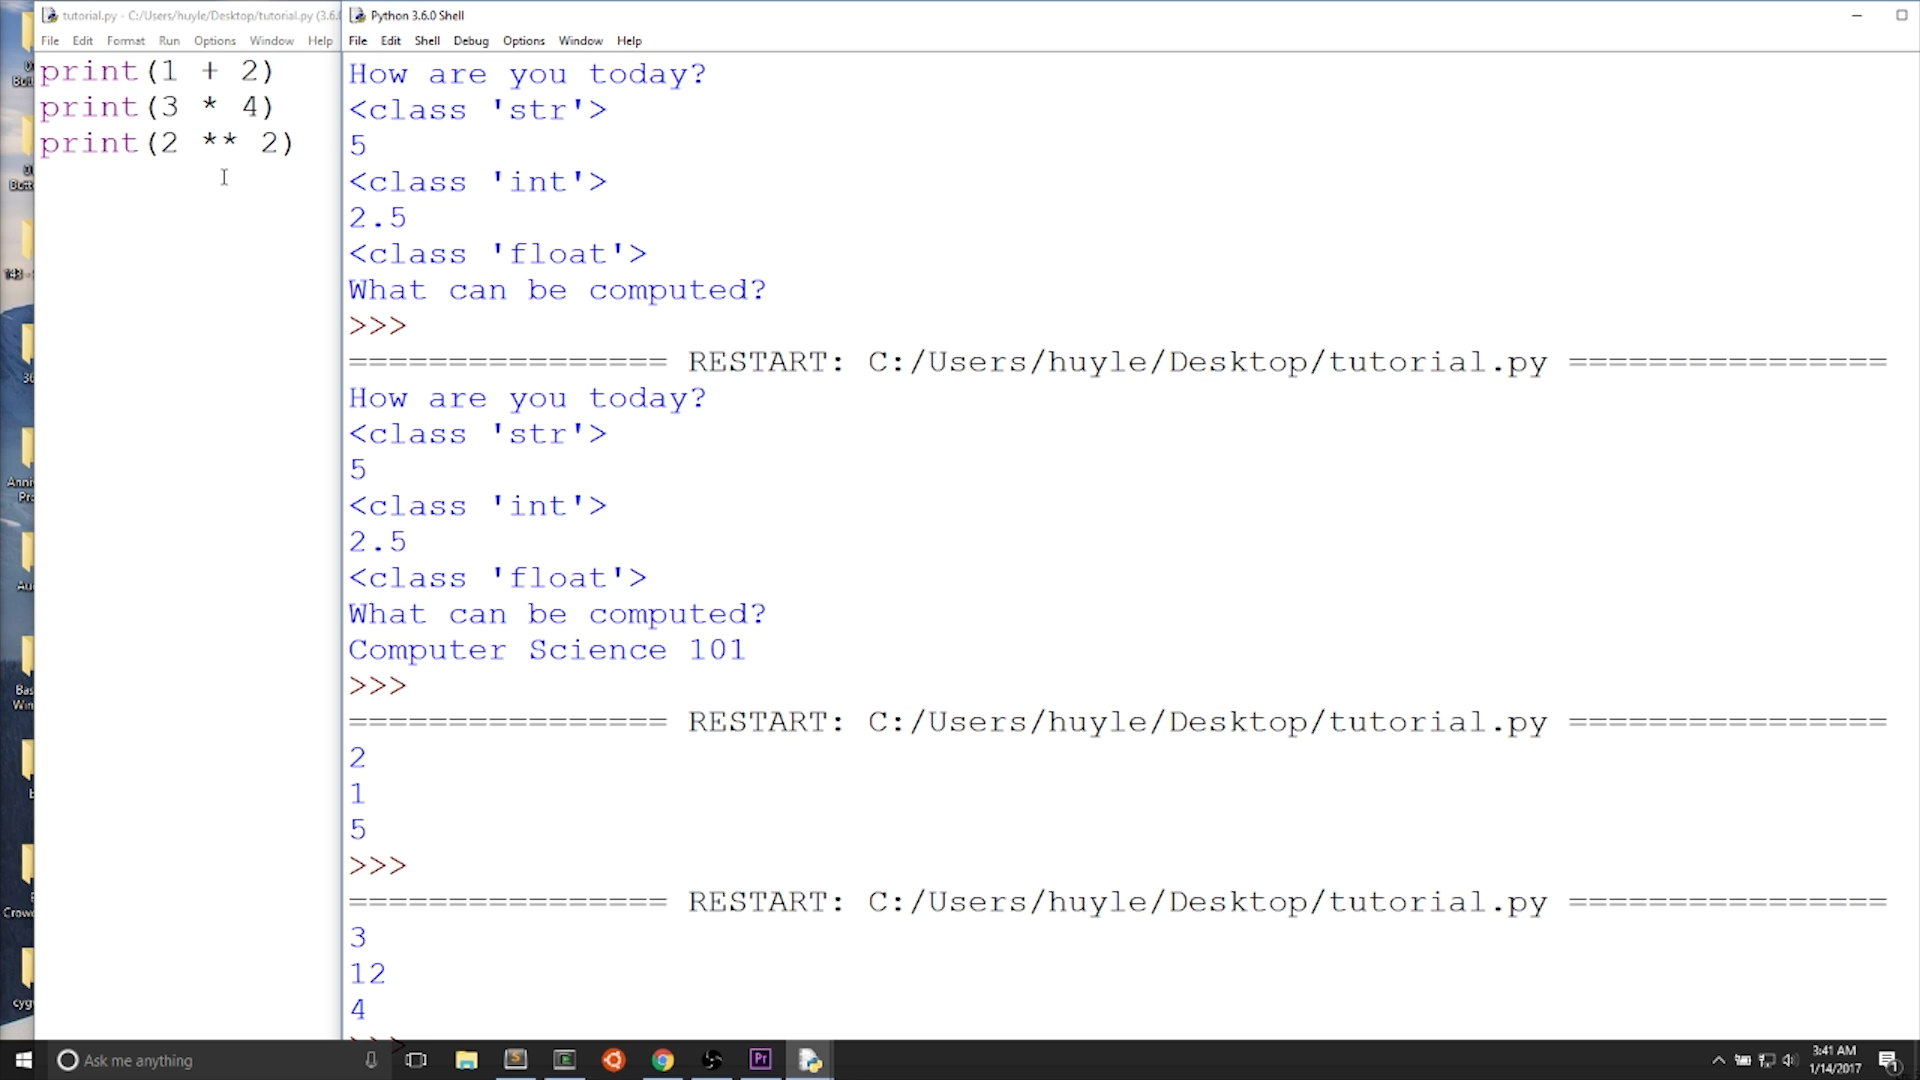 tutorial.py - C:/Users/huyle/Desktop/tutorial.py (3.6.0
File Edit Format Run Options Window Help
print(1 + 2)
print(3 * 4)
print(2 ** 2)
Python 3.6.0 Shell
File Edit Shell Debug Options Window Help
How are you today?
<class 'str'>
5
<class 'int'>
2.5
<class 'float'>
What can be computed?
>>>
================ RESTART: C:/Users/huyle/Desktop/tutorial.py ================
How are you today?
<class 'str'>
5
<class 'int'>
2.5
<class 'float'>
What can be computed?
Computer Science 101
>>>
================ RESTART: C:/Users/huyle/Desktop/tutorial.py ================
2
1
5
>>>
================ RESTART: C:/Users/huyle/Desktop/tutorial.py ================
3
12
4
>>>
Ask me anything
Pr
3:41 AM
1/14/2017